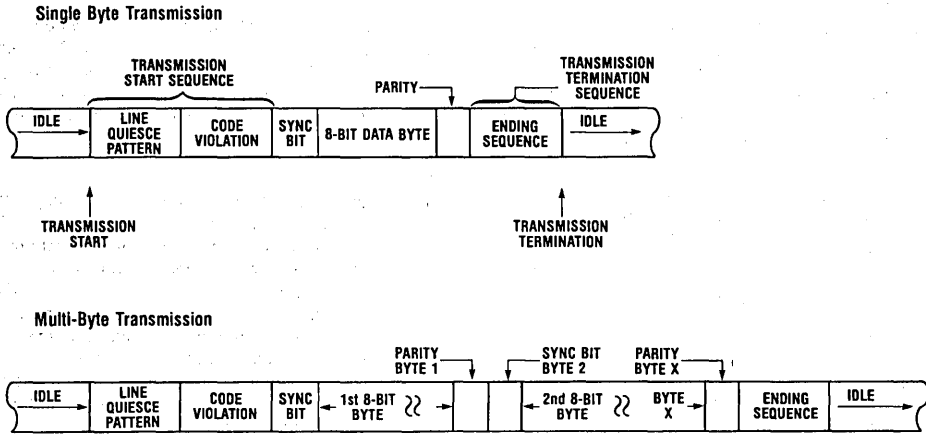 Single Byte Transmission
TRANSMISSION
START SEQUENCE
PARITY
TRANSMISSION
TERMINATION
SEQUENCE
IDLE
LINE
QUIESCE
PATTERN
CODE
VIOLATION
SYNC
BIT
8-BIT DATA BYTE
ENDING
SEQUENCE
IDLE
TRANSMISSION
START
TRANSMISSION
TERMINATION
Multi-Byte Transmission
PARITY
BYTE 1
SYNC BIT
BYTE 2
PARITY
BYTE X
IDLE
LINE
QUIESCE
PATTERN
CODE
VIOLATION
SYNC
BIT
1st 8-BIT
BYTE
2nd 8-BIT
BYTE
BYTE
X
ENDING
SEQUENCE
IDLE